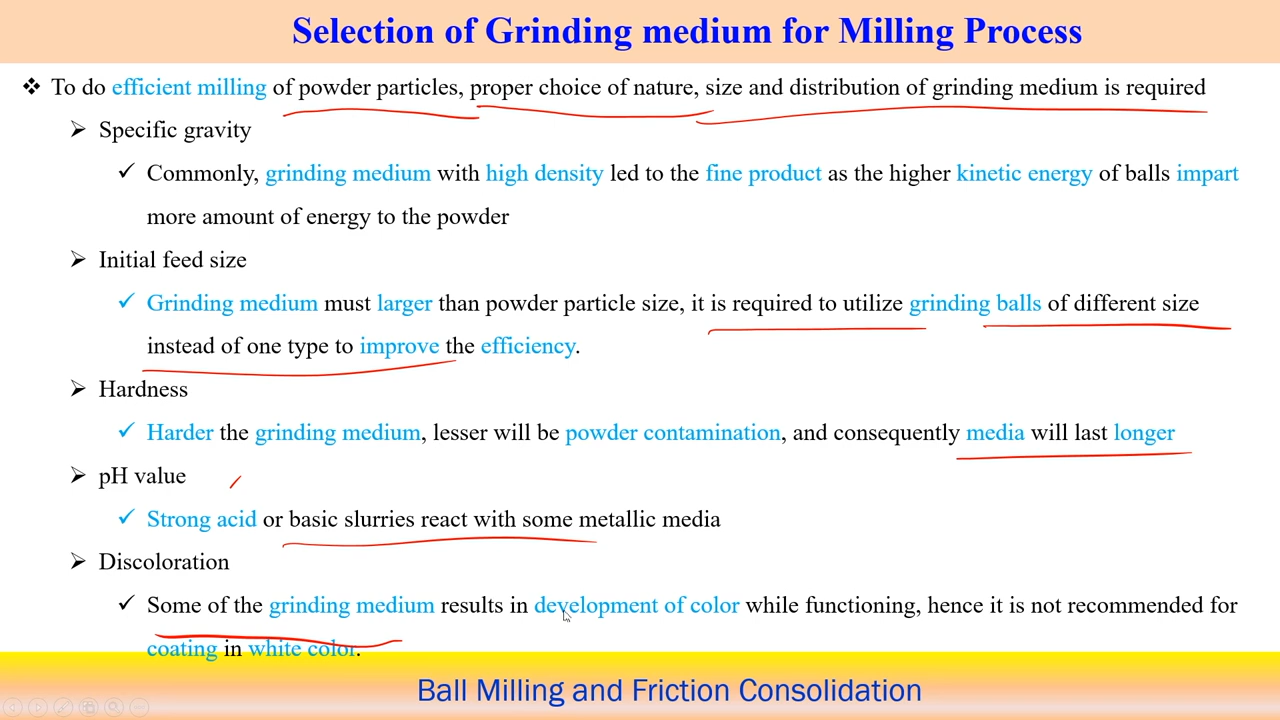 Selection of Grinding medium for Milling Process
❖ To do efficient milling of powder particles, proper choice of nature, size and distribution of grinding medium is required
➢ Specific gravity
✓ Commonly, grinding medium with high density led to the fine product as the higher kinetic energy of balls impart
more amount of energy to the powder
➢ Initial feed size
✓ Grinding medium must larger than powder particle size, it is required to utilize grinding balls of different size
instead of one type to improve the efficiency.
➢ Hardness
✓ Harder the grinding medium, lesser will be powder contamination, and consequently media will last longer
➢ pH value
✓ Strong acid or basic slurries react with some metallic media
➢ Discoloration
✓ Some of the grinding medium results in development of color while functioning, hence it is not recommended for
coating in white color.
Ball Milling and Friction Consolidation